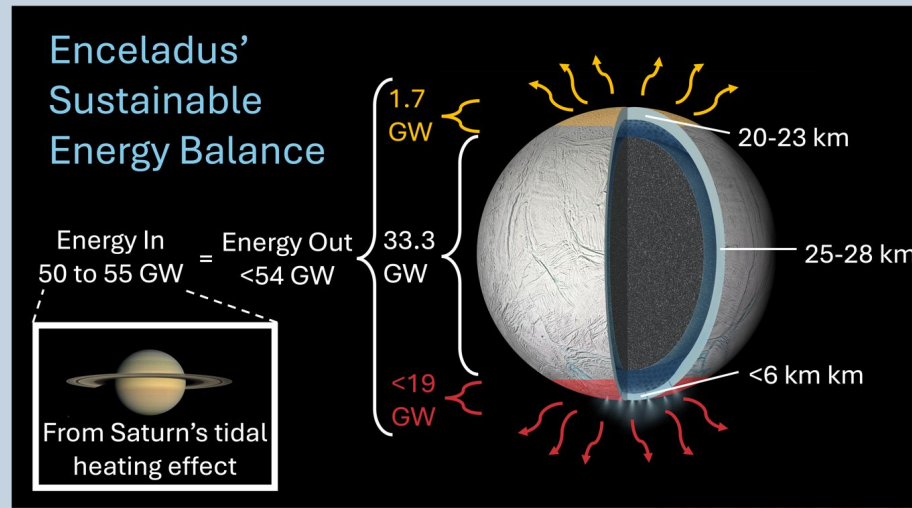 Enceladus’
Sustainable
Energy Balance
Energy In
50 to 55 GW
=
Energy Out
<54 GW
1.7
GW
33.3
GW
<19
GW
20-23 km
25-28 km
<6 km km
From Saturn’s tidal
heating effect